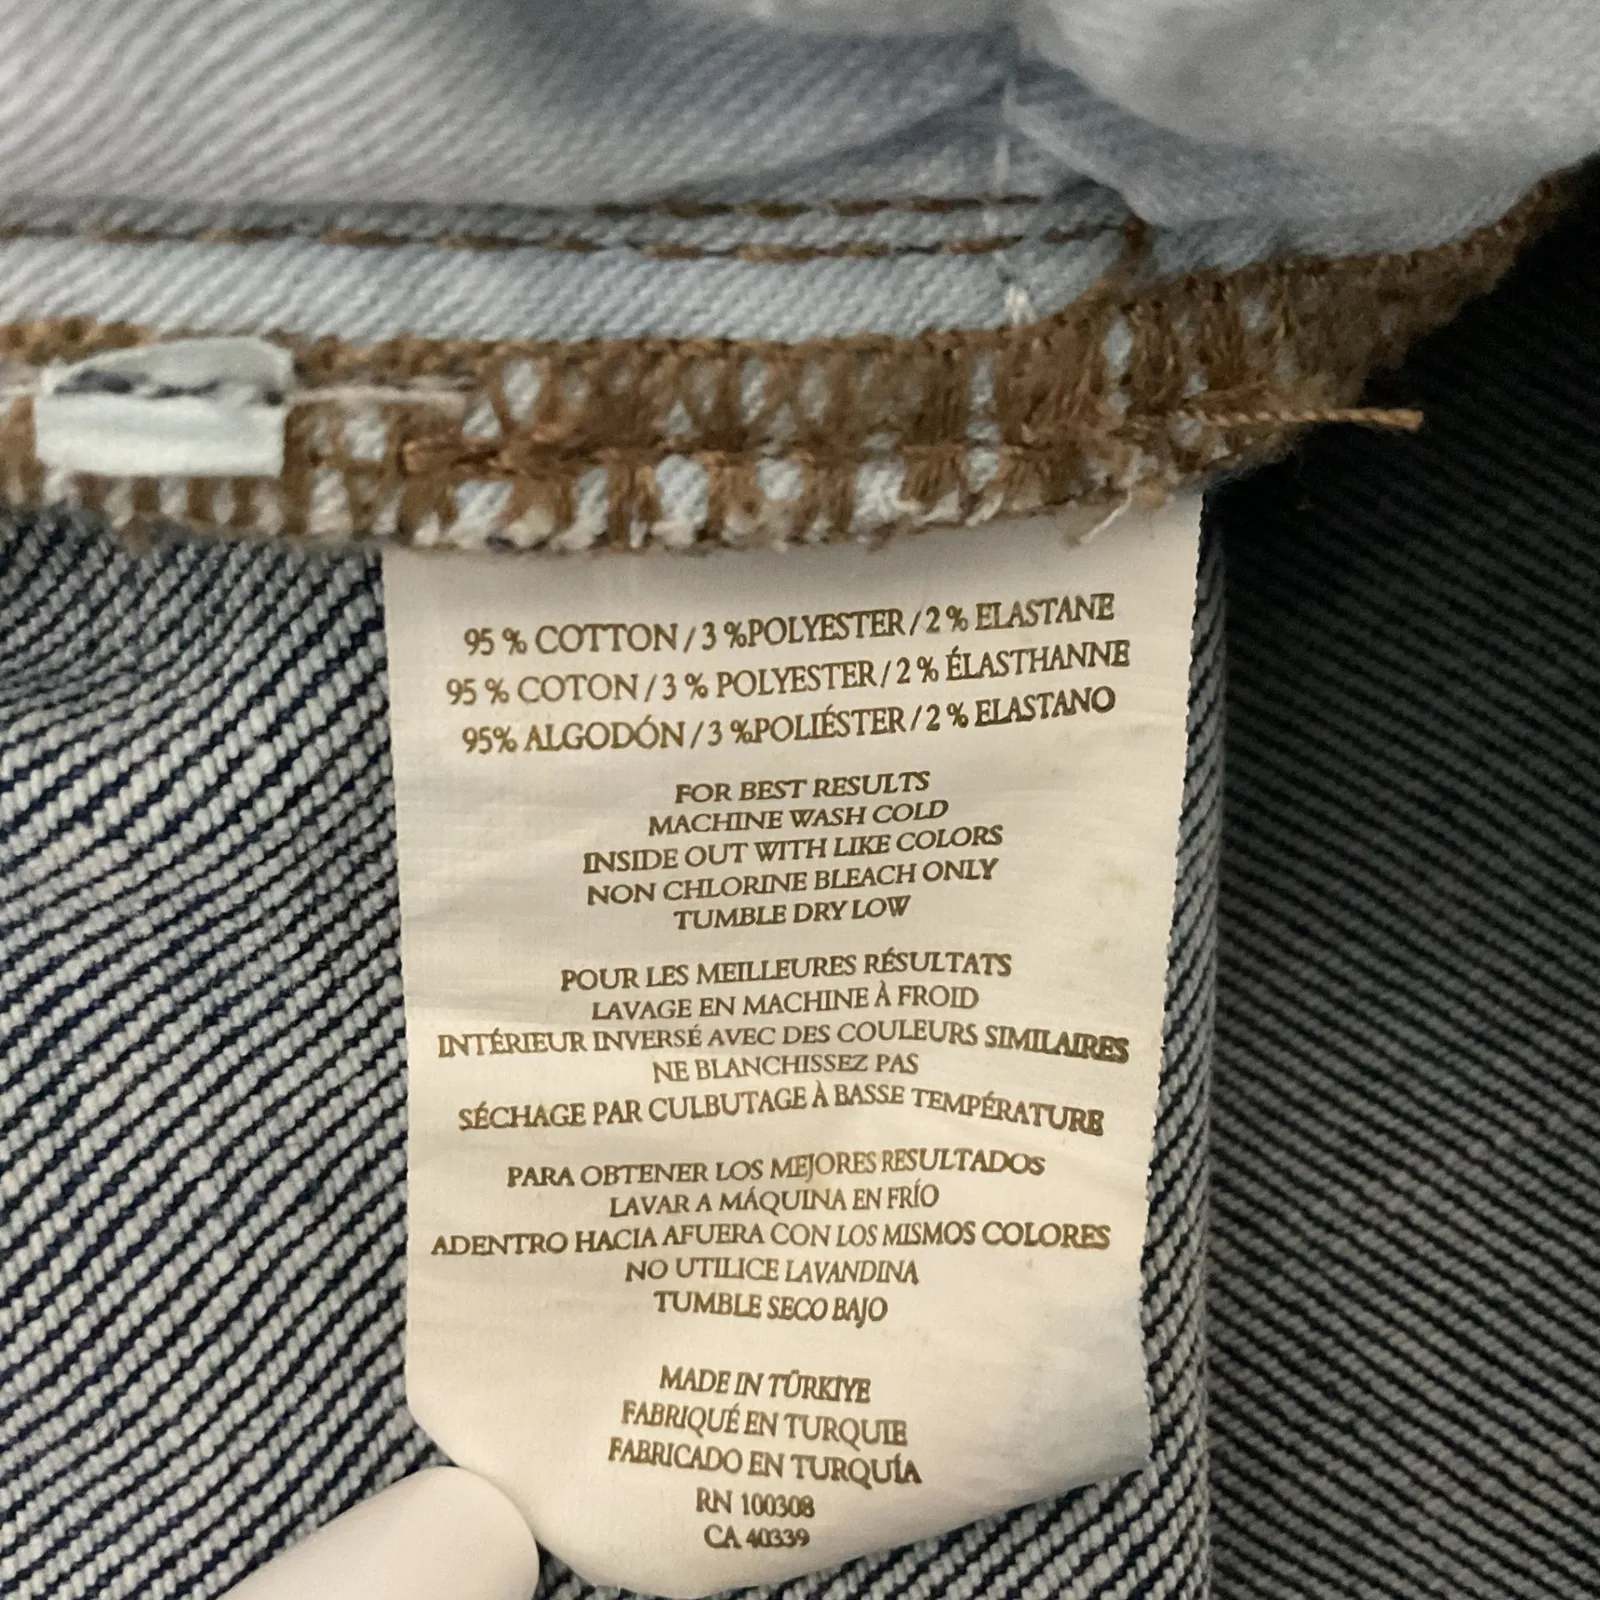 95 % COTTON / 3 %POLYESTER / 2 % ELASTANE
95 % COTON / 3 % POLYESTER / 2 % ÉLASTHANNE
95% ALGODÓN / 3 %POLIÉSTER / 2 % ELASTANO
FOR BEST RESULTS
MACHINE WASH COLD
INSIDE OUT WITH LIKE COLORS
NON CHLORINE BLEACH ONLY
TUMBLE DRY LOW
POUR LES MEILLEURES RÉSULTATS
LAVAGE EN MACHINE À FROID
INTÉRIEUR INVERSÉ AVEC DES COULEURS SIMILAIRES
NE BLANCHISSEZ PAS
SÉCHAGE PAR CULBUTAGE À BASSE TEMPÉRATURE
PARA OBTENER LOS MEJORES RESULTADOS
LAVAR A MÁQUINA EN FRÍO
ADENTRO HACIA AFUERA CON LOS MISMOS COLORES
NO UTILICE LAVANDINA
TUMBLE SECO BAJO
MADE IN TÜRKİYE
FABRIQUÉ EN TURQUIE
FABRICADO EN TURQUÍA
RN 100308
CA 40339